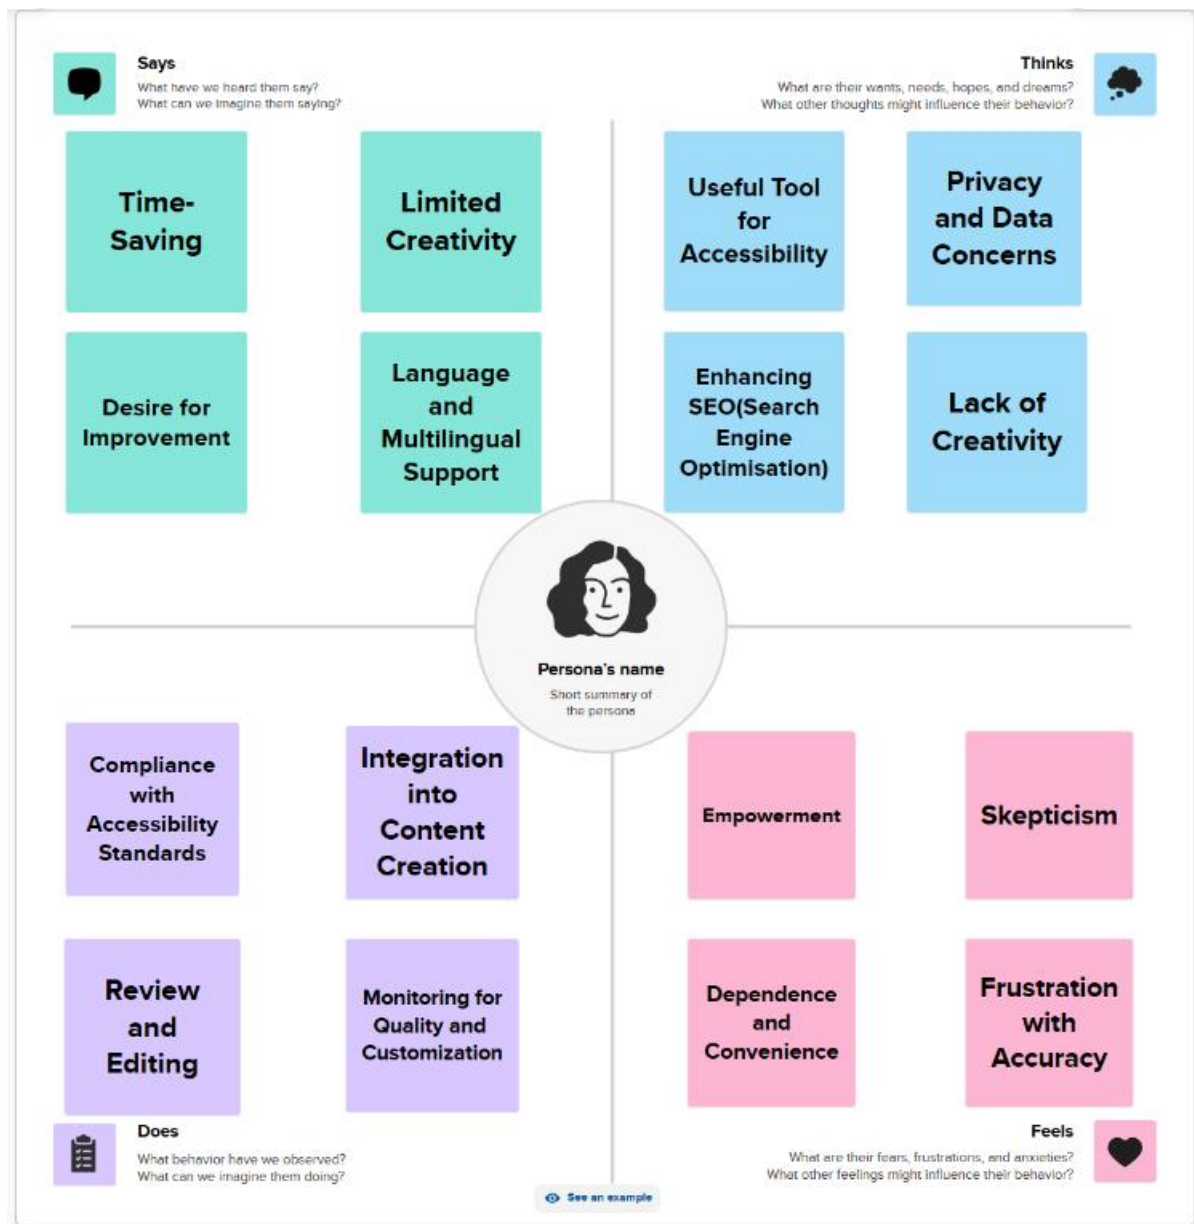 Says
What have we heard them say?
What can we imagine them saying?
Thinks
What are their wants, needs, hopes, and dreams?
What other thoughts might influence their behavior?
Time-
Saving
Limited
Creativity
Useful Tool
for
Accessibility
Privacy
and Data
Concerns
Desire for
Improvement
Language
and
Multilingual
Support
Enhancing
SEO(Search
Engine
Optimisation)
Lack of
Creativity
Persona's name
Short summary of
the persona
Compliance
with
Accessibility
Standards
Integration
into
Content
Creation
Empowerment
Skepticism
Review
and
Editing
Monitoring for
Quality and
Customization
Dependence
and
Convenience
Frustration
with
Accuracy
Does
What behavior have we observed?
What can we imagine them doing?
Feels
What are their fears, frustrations, and anxieties?
What other feelings might influence their behavior?
See an example